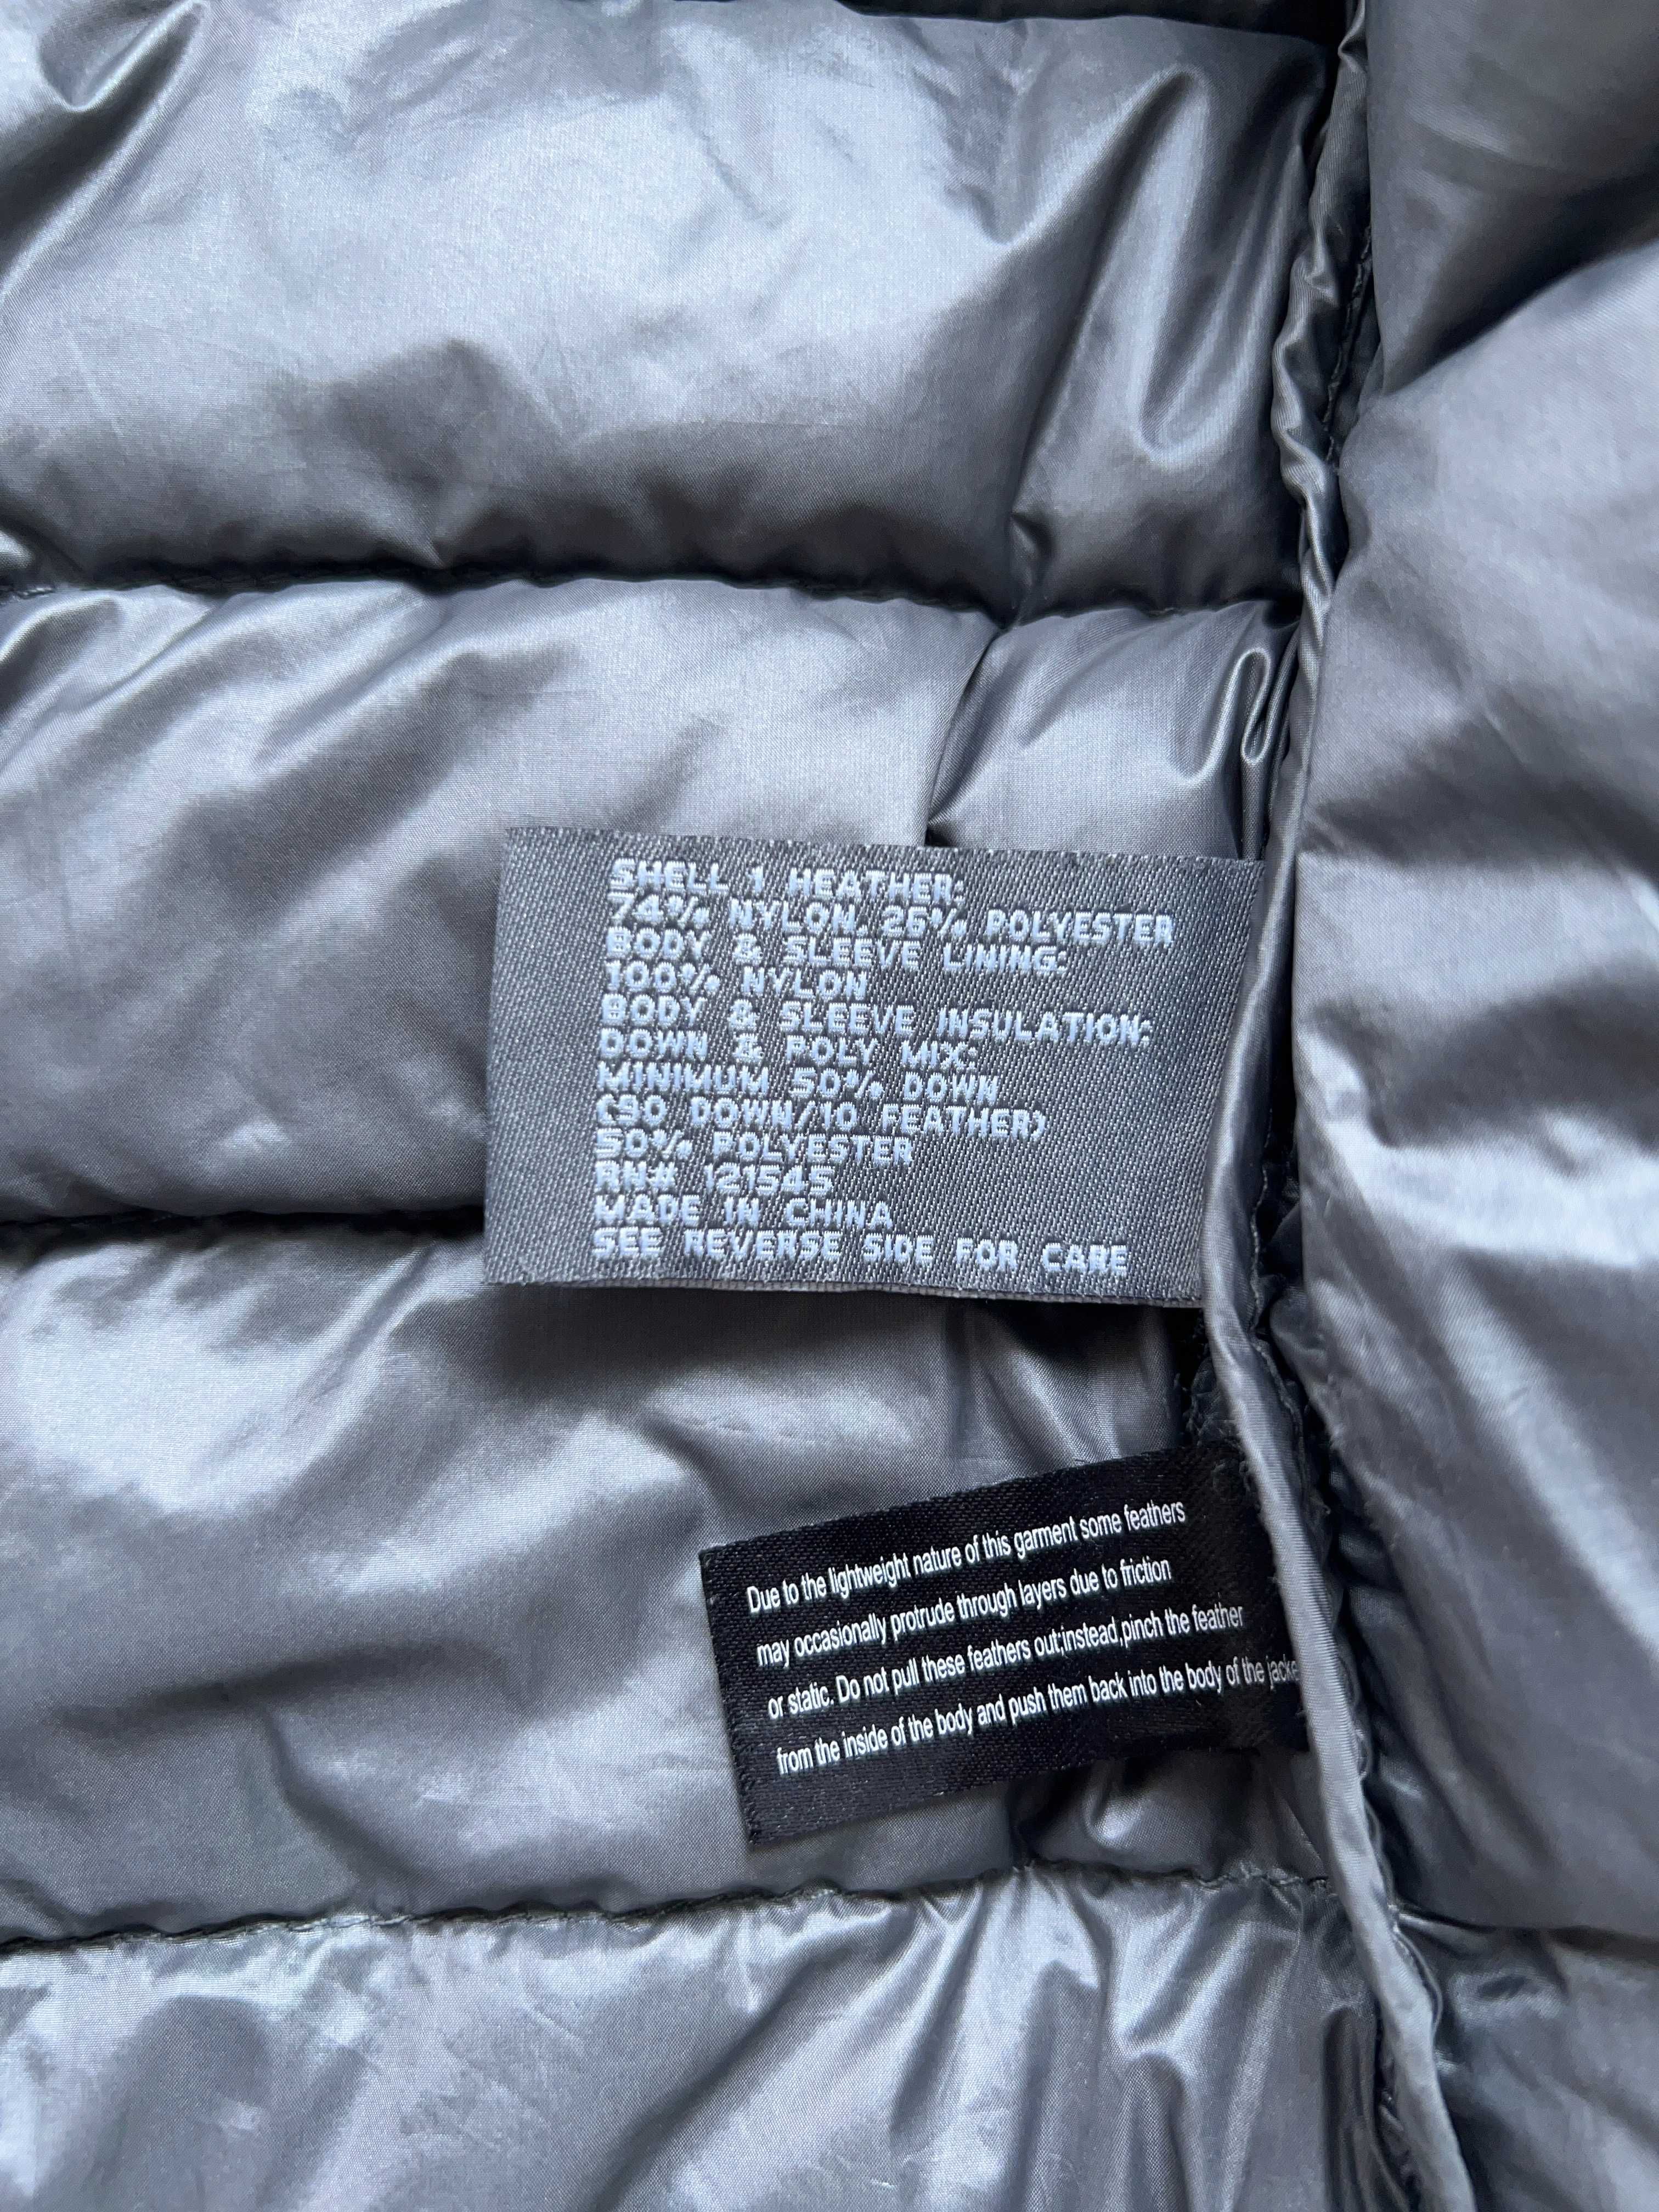 SHELL 1 HEATHER:
74% NYLON, 26% POLYESTER
BODY & SLEEVE LINING:
100% NYLON
BODY & SLEEVE INSULATION:
DOWN & POLY MIX:
MINIMUM 50% DOWN
(90 DOWN/10 FEATHER)
50% POLYESTER
RN# 121545
MADE IN CHINA
SEE REVERSE SIDE FOR CARE
Due to the lightweight nature of this garment some feathers
may occasionally protrude through layers due to friction
or static. Do not pull these feathers out;instead,pinch the feather
from the inside of the body and push them back into the body of the jacke